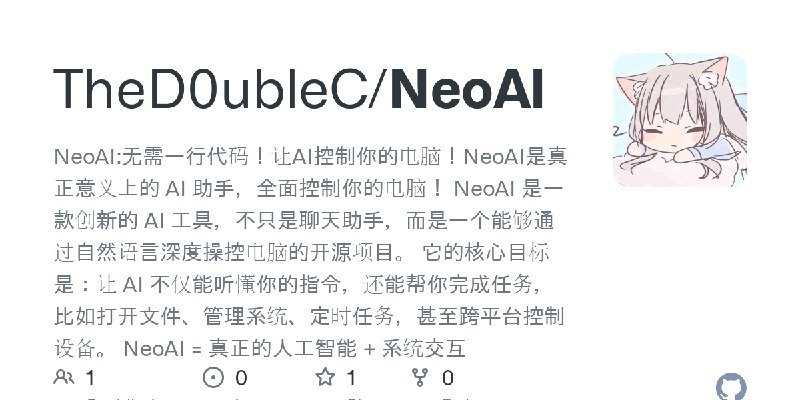 TheD0ubleC/NeoAI
NeoAI:无需一行代码！让AI控制你的电脑！NeoAI是真
正意义上的 AI 助手，全面控制你的电脑！ NeoAI 是一
款创新的 AI 工具，不只是聊天助手，而是一个能够通
过自然语言深度操控电脑的开源项目。 它的核心目标
是：让 AI 不仅能听懂你的指令，还能帮你完成任务，
比如打开文件、管理系统、定时任务，甚至跨平台控制
设备。 NeoAI = 真正的人工智能 + 系统交互
1 0 1 0